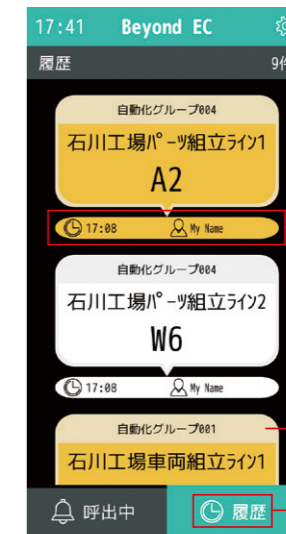 17:41 Beyond EC
履歴 9件
自動化グループ004
石川工場ﾊﾟｰﾂ組立ﾗｲﾝ1
A2
17:08 My Name
自動化グループ004
石川工場ﾊﾟｰﾂ組立ﾗｲﾝ2
W6
17:08 My Name
自動化グループ001
石川工場車両組立ﾗｲﾝ1
呼出中 履歴